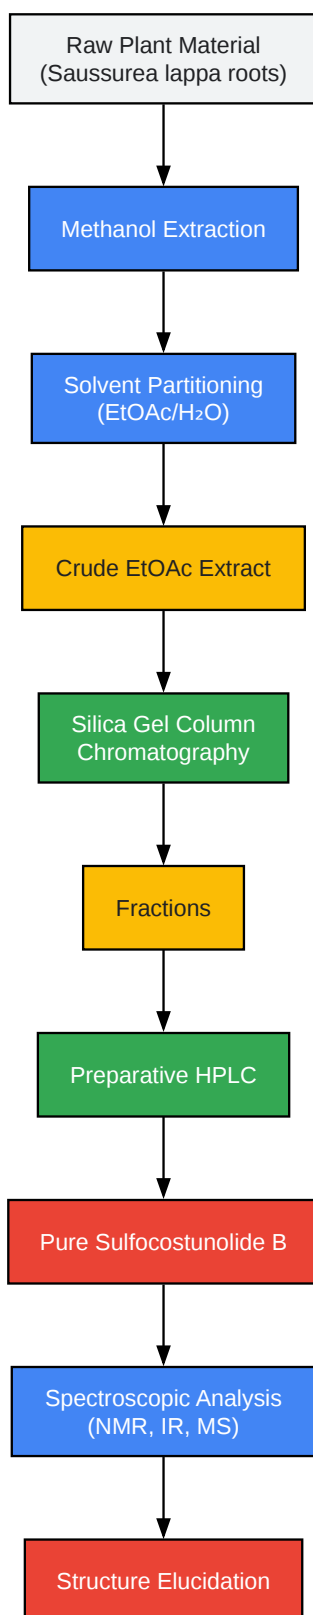 Raw Plant Material
(Saussurea lappa roots)
Methanol Extraction
Solvent Partitioning
(EtOAc/H₂O)
Crude EtOAc Extract
Silica Gel Column
Chromatography
Fractions
Preparative HPLC
Pure Sulfocostunolide B
Spectroscopic Analysis
(NMR, IR, MS)
Structure Elucidation